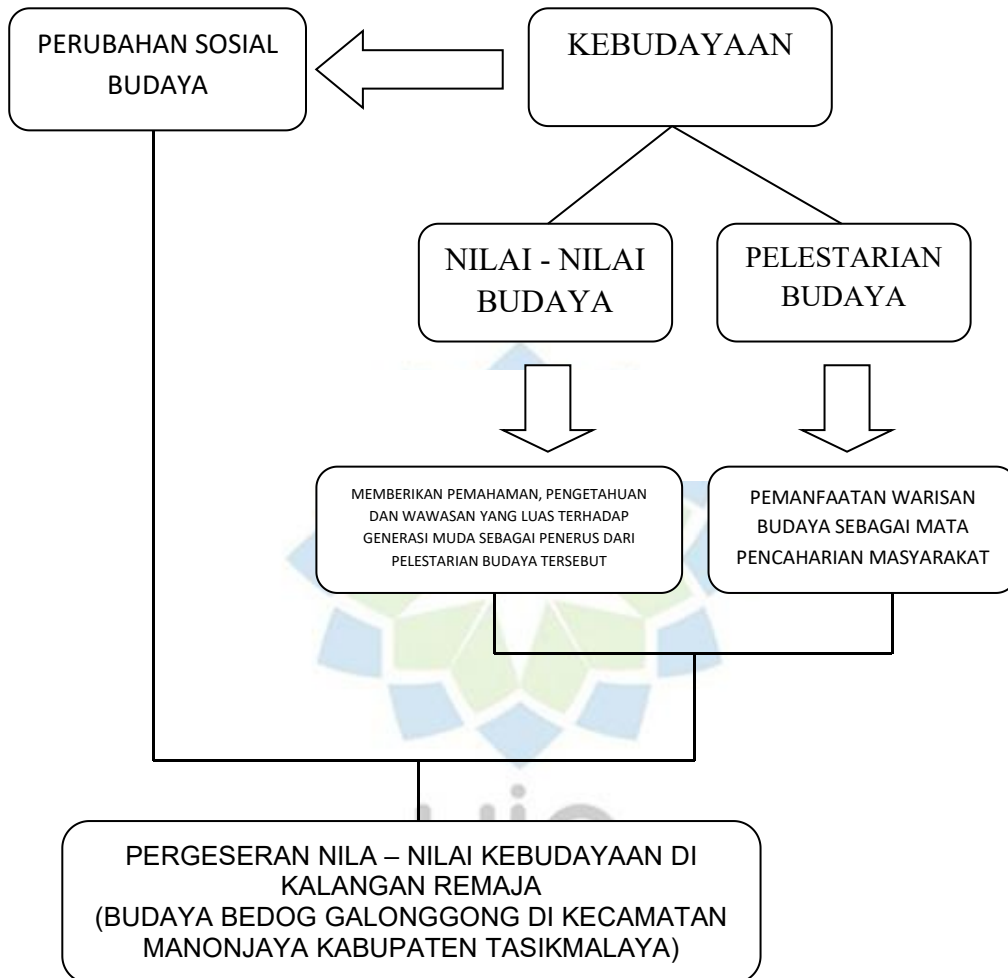 PERUBAHAN SOSIAL
BUDAYA
KEBUDAYAAN
NILAI - NILAI
BUDAYA
PELESTARIAN
BUDAYA
MEMBERIKAN PEMAHAMAN, PENGETAHUAN
DAN WAWASAN YANG LUAS TERHADAP
GENERASI MUDA SEBAGAI PENERUS DARI
PELESTARIAN BUDAYA TERSEBUT
PEMANFAATAN WARISAN
BUDAYA SEBAGAI MATA
PENCAHARIAN MASYARAKAT
PERGESERAN NILA – NILAI KEBUDAYAAN DI
KALANGAN REMAJA
(BUDAYA BEDOG GALONGGONG DI KECAMATAN
MANONJAYA KABUPATEN TASIKMALAYA)